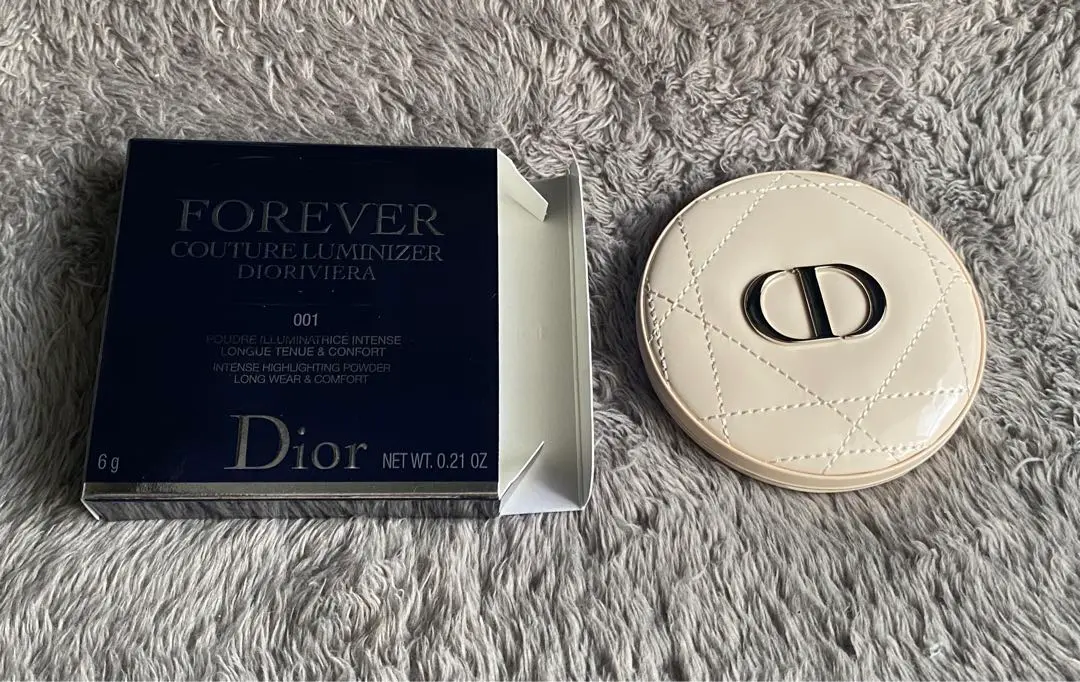 FOREVER
COUTURE LUMINIZER
DIORIVIERA
001
POUDRE ILLUMINATRICE INTENSE
LONGUE TENUE & CONFORT
INTENSE HIGHLIGHTING POWDER
LONG WEAR & COMFORT
6 g
Dior
NET WT. 0.21 OZ
CD